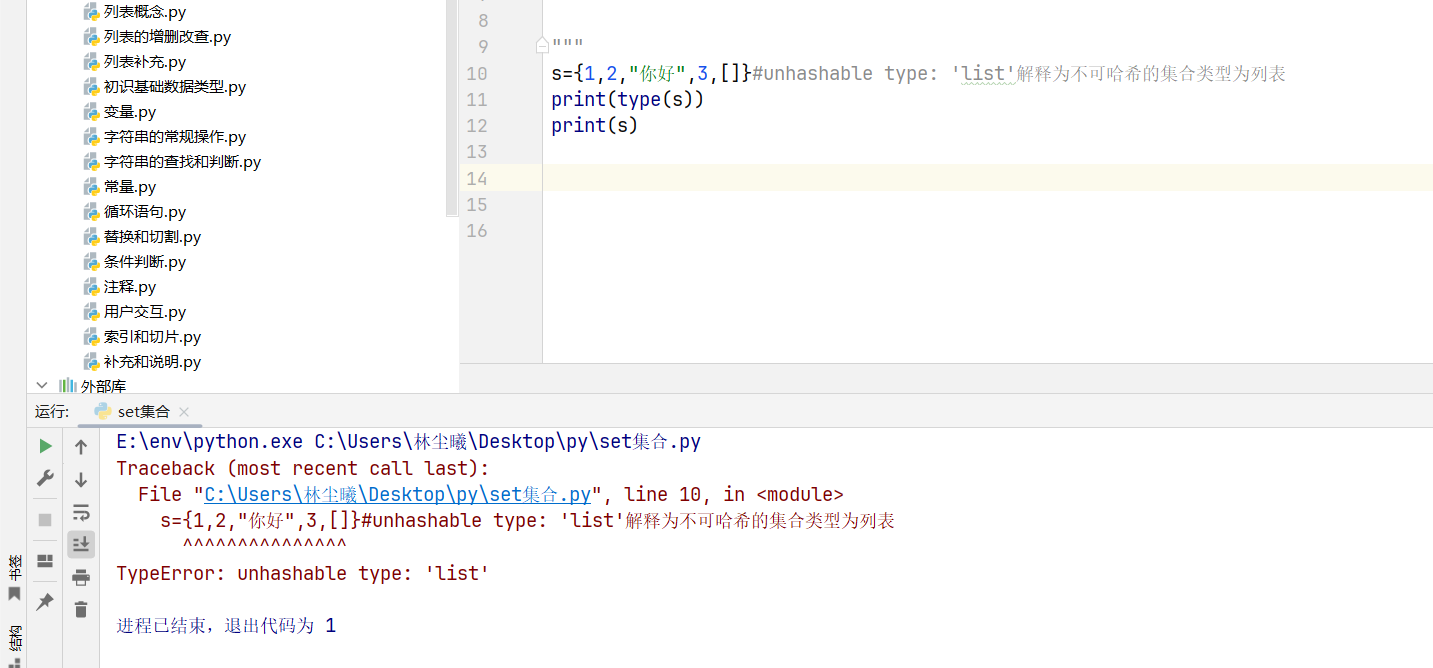 列表概念.py
列表的增删改查.py
列表补充.py
初识基础数据类型.py
变量.py
字符串的常规操作.py
字符串的查找和判断.py
常量.py
循环语句.py
替换和切割.py
条件判断.py
注释.py
用户交互.py
索引和切片.py
补充和说明.py
外部库
8
9 """
10 s={1,2,"你好",3,[]}#unhashable type: 'list'解释为不可哈希的集合类型为列表
11 print(type(s))
12 print(s)
13
14
15
16
运行: set集合
E:\env\python.exe C:\Users\林尘曦\Desktop\py\set集合.py
Traceback (most recent call last):
File "C:\Users\林尘曦\Desktop\py\set集合.py", line 10, in <module>
s={1,2,"你好",3,[]}#unhashable type: 'list'解释为不可哈希的集合类型为列表
^^^^^^^^^^^^^^^
TypeError: unhashable type: 'list'
进程已结束，退出代码为 1
书签
结构